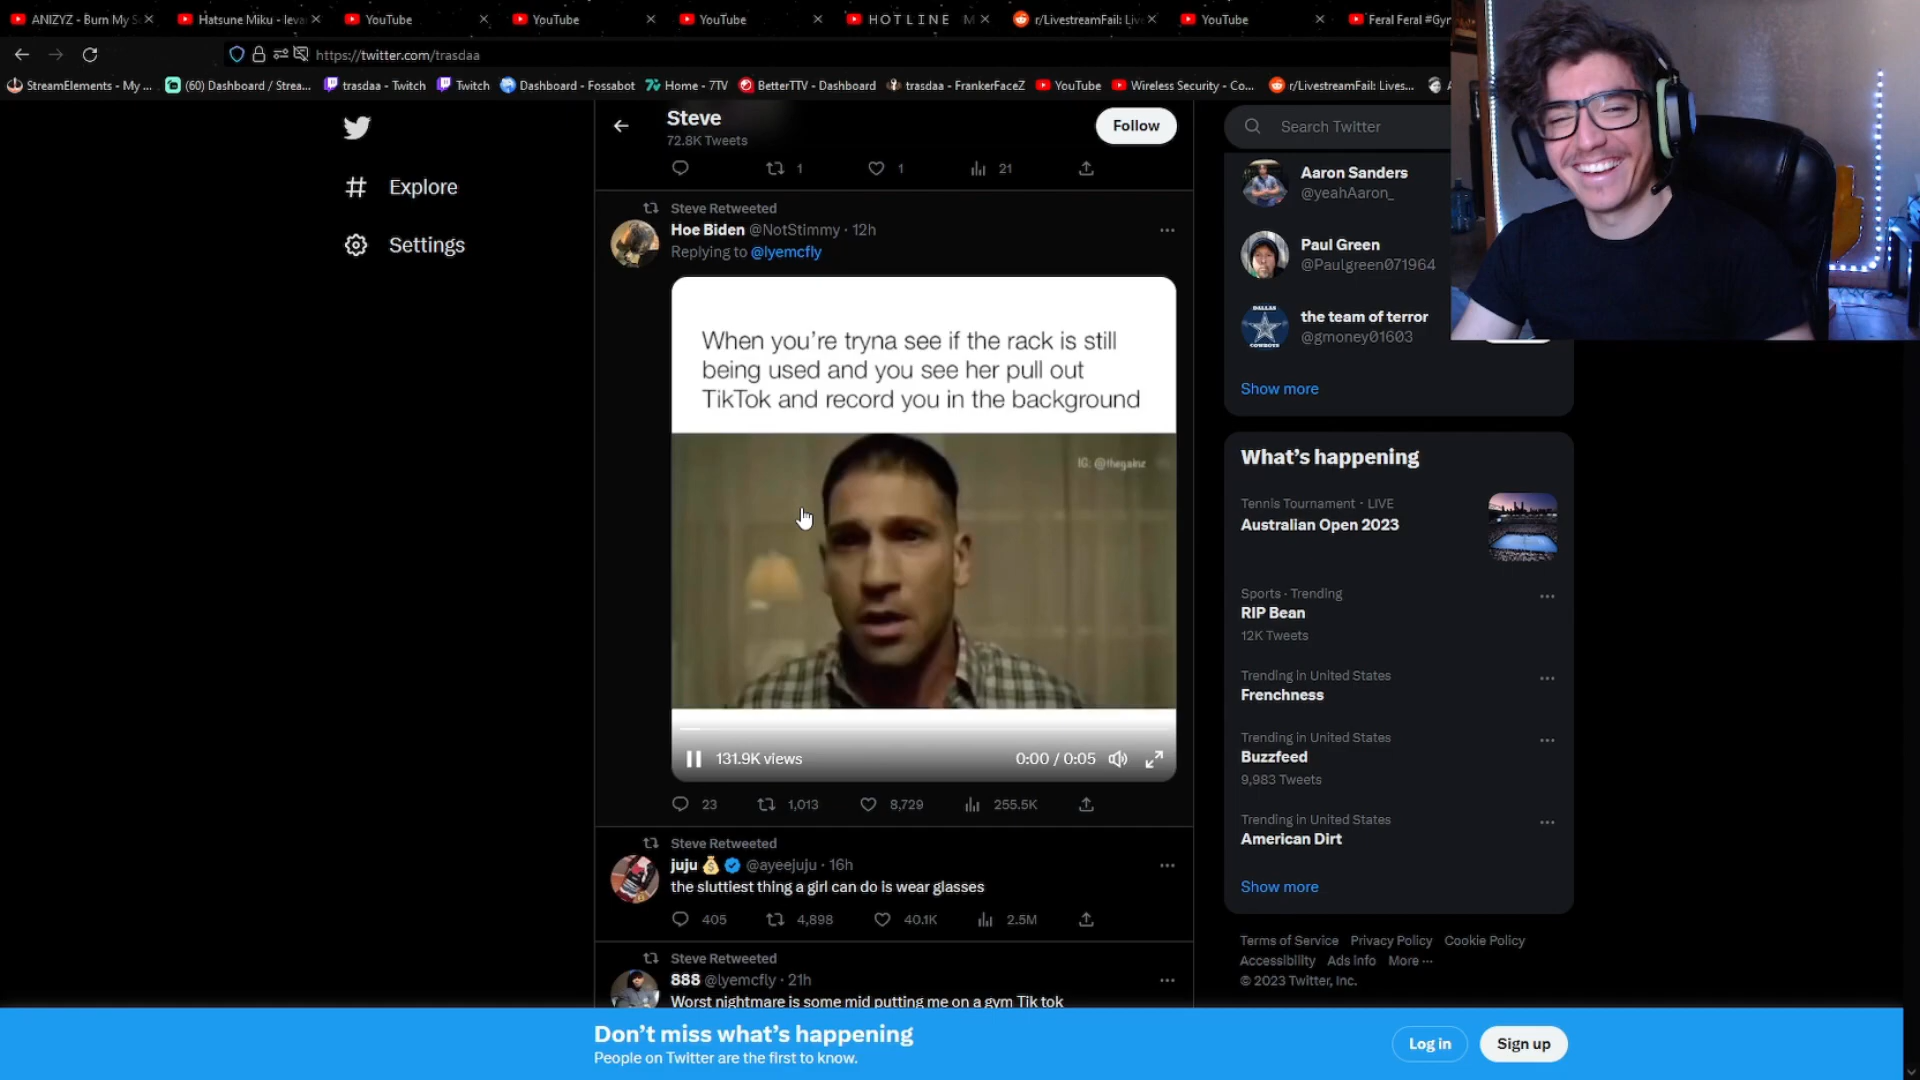 ANIZYZ - Burn My S
Hatsune Miku - Ieva
YouTube
YouTube
YouTube
H O T L I N E M
r/LivestreamFail: Liv
YouTube
Feral Feral #Gyr
https://twitter.com/trasdaa
StreamElements - My ...
(60) Dashboard / Strea...
trasdaa - Twitch
Twitch
Dashboard - Fossabot
Home - 7TV
BetterTTV - Dashboard
trasdaa - FrankerFaceZ
YouTube
Wireless Security - Co...
r/LivestreamFail: Lives...
Explore
Settings
Steve
72.8K Tweets
Follow
1 1 21
Steve Retweeted
Hoe Biden @NotStimmy · 12h
Replying to @lyemcfly
When you're tryna see if the rack is still
being used and you see her pull out
TikTok and record you in the background
IG: @thegainz
131.9K views
0:00 / 0:05
23 1,013 8,729 255.5K
Steve Retweeted
juju @ayeejuju · 16h
the sluttiest thing a girl can do is wear glasses
405 4,898 40.1K 2.5M
Steve Retweeted
888 @lyemcfly · 21h
Worst nightmare is some mid putting me on a gym Tik tok
Search Twitter
Aaron Sanders
@yeahAaron_
Paul Green
@Paulgreen071964
DALLAS
COWBOYS
the team of terror
@gmoney01603
Show more
What's happening
Tennis Tournament · LIVE
Australian Open 2023
Sports · Trending
RIP Bean
12K Tweets
Trending in United States
Frenchness
Trending in United States
Buzzfeed
9,983 Tweets
Trending in United States
American Dirt
Show more
Terms of Service Privacy Policy Cookie Policy
Accessibility Ads info More ...
© 2023 Twitter, Inc.
Don't miss what's happening
People on Twitter are the first to know.
Log in
Sign up